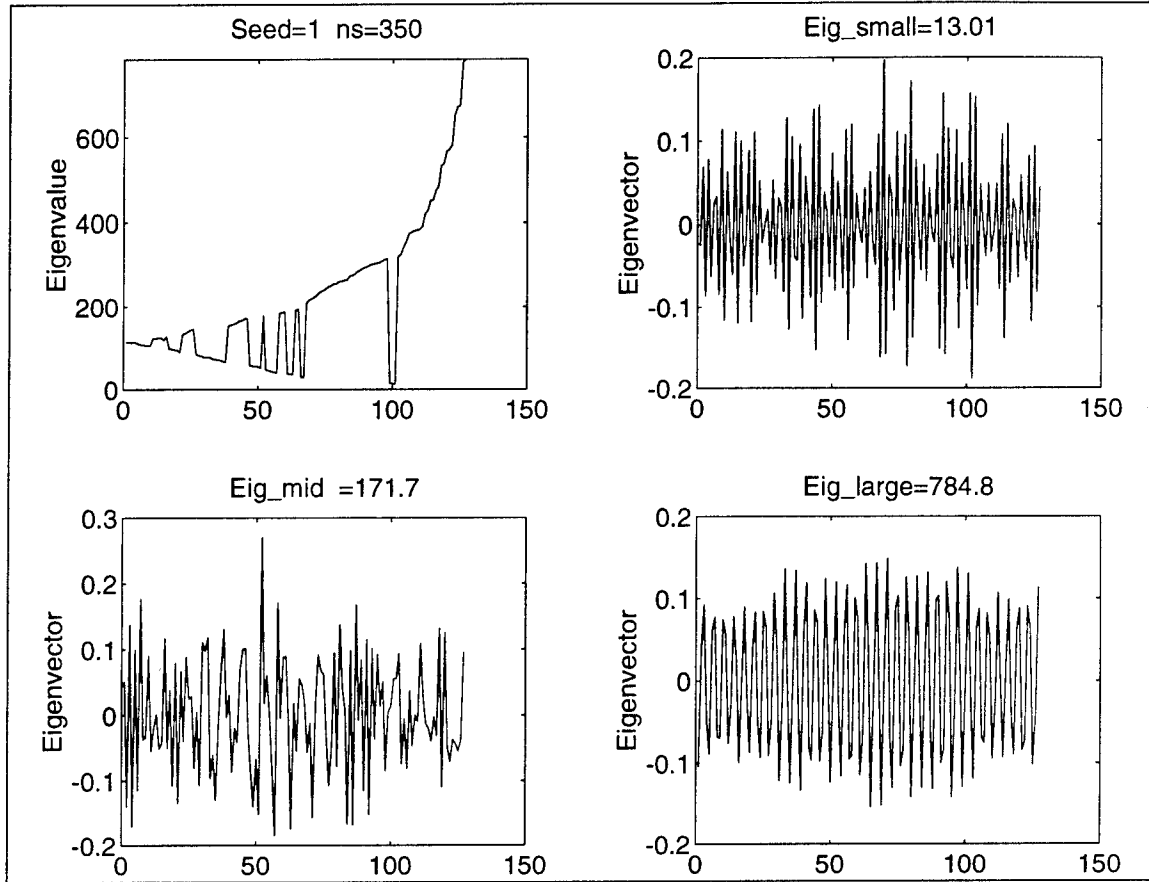 Seed=1 ns=350
Eigenvalue
600
400
200
0
0 50 100 150
Eig_small=13.01
Eigenvector
0.2
0.1
0
-0.1
-0.2
0 50 100 150
Eig_mid =171.7
Eigenvector
0.3
0.2
0.1
0
-0.1
-0.2
0 50 100 150
Eig_large=784.8
Eigenvector
0.2
0.1
0
-0.1
-0.2
0 50 100 150